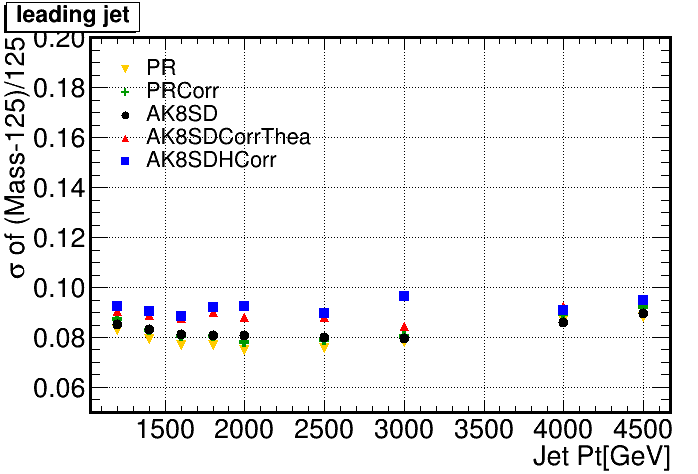 leading jet
σ of (Mass-125)/125
0.20
0.18
0.16
0.14
0.12
0.10
0.08
0.06
PR
PRCorr
AK8SD
AK8SDCorrThea
AK8SDHCorr
1500 2000 2500 3000 3500 4000 4500
Jet Pt[GeV]